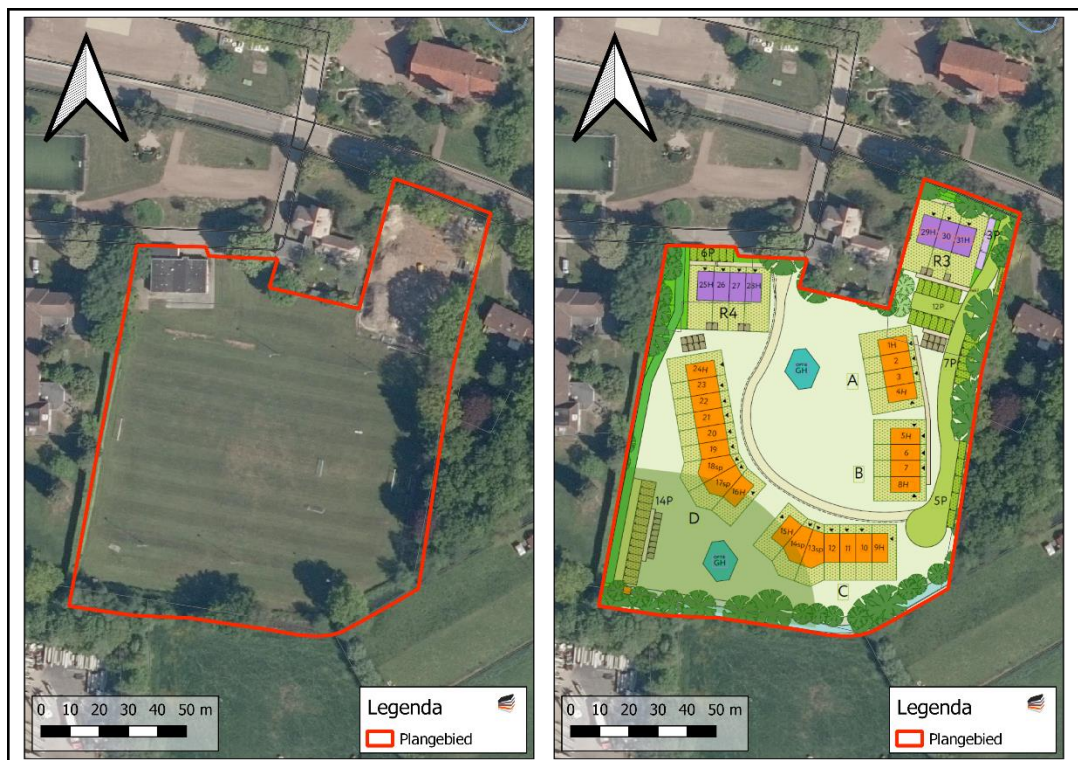 0 10 20 30 40 50 m
Legenda
Plangebied
29H 30 31H
3P
R3
6P
25H 26 27 28H
R4
12P
7P
1H
2
3
4H
A
GH
24H
23
22
21
20
19
18sp
17sp
16H
5H
6
7
8H
B
14P
D
5P
15H
14sp
13sp
12 11 10 9H
GH
C
0 10 20 30 40 50 m
Legenda
Plangebied